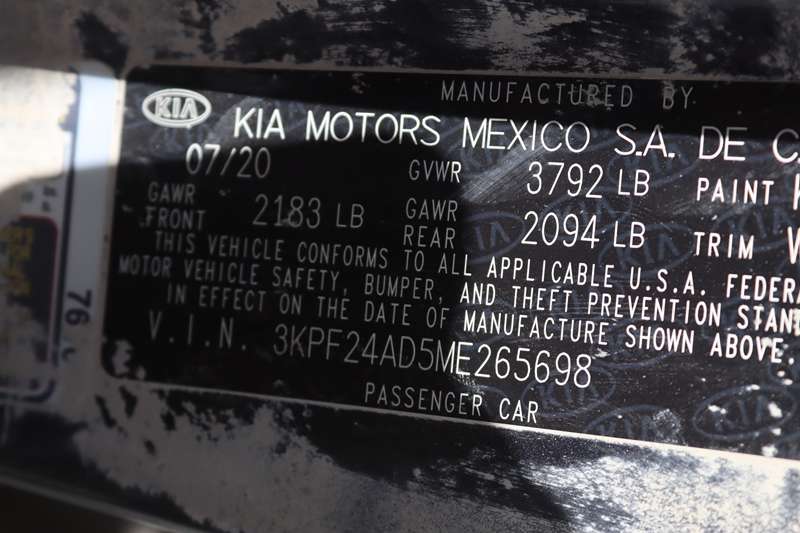 MANUFACTURED BY
KIA KIA MOTORS MEXICO S.A. DE C.
07/20 GVWR 3792 LB PAINT
GAWR FRONT 2183 LB GAWR REAR 2094 LB TRIM
THIS VEHICLE CONFORMS TO ALL APPLICABLE U.S.A. FEDERA
MOTOR VEHICLE SAFETY, BUMPER, AND THEFT PREVENTION STAN
IN EFFECT ON THE DATE OF MANUFACTURE SHOWN ABOVE.
V.I.N. 3KPF24AD5ME265698
PASSENGER CAR
76